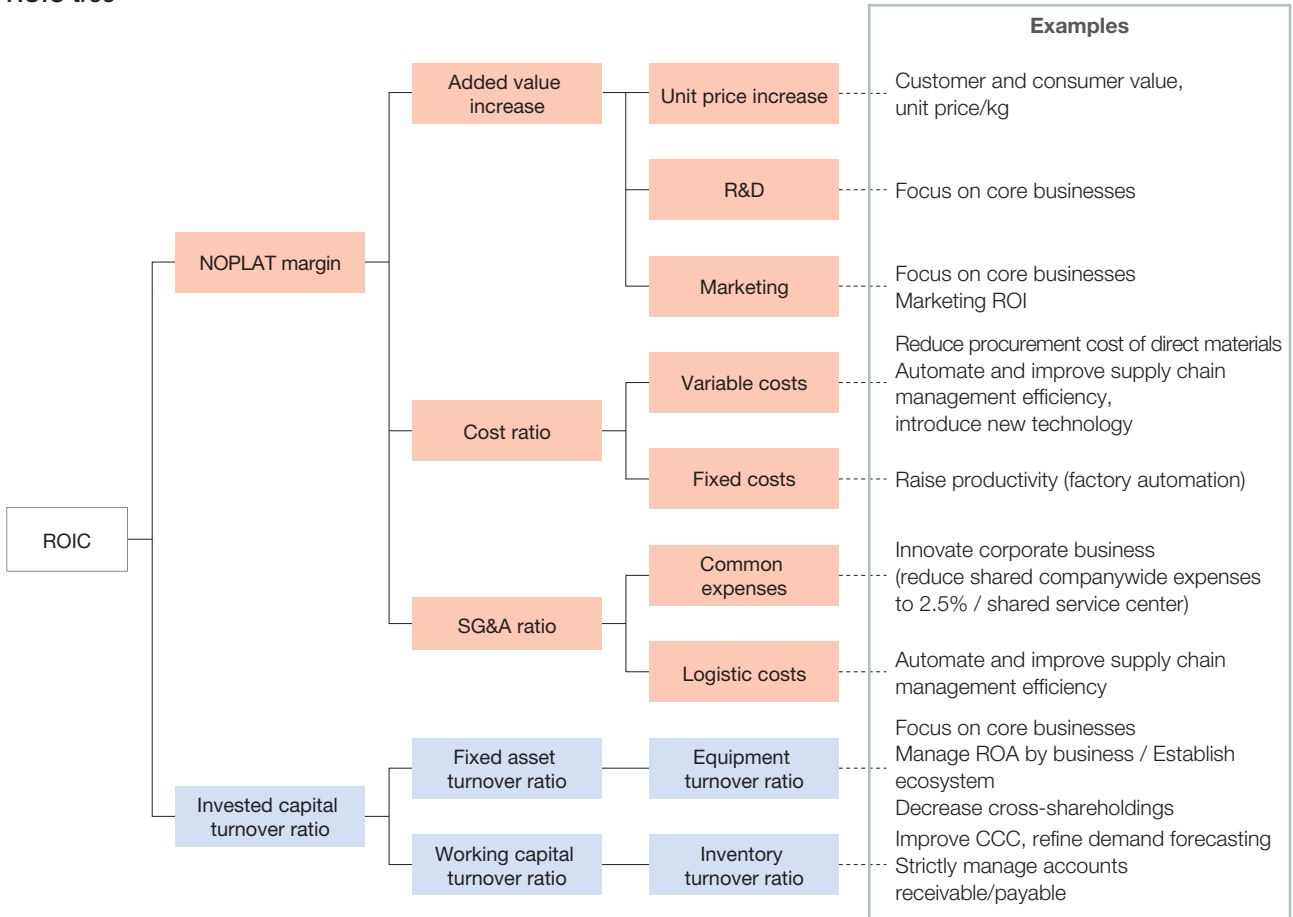 ROIC tree
Examples
Added value
increase
Unit price increase
Customer and consumer value,
unit price/kg
R&D
Focus on core businesses
NOPLAT margin
Marketing
Focus on core businesses
Marketing ROI
Cost ratio
Variable costs
Reduce procurement cost of direct materials
Automate and improve supply chain
management efficiency,
introduce new technology
Fixed costs
Raise productivity (factory automation)
ROIC
SG&A ratio
Common
expenses
Innovate corporate business
(reduce shared companywide expenses
to 2.5% / shared service center)
Logistic costs
Automate and improve supply chain
management efficiency
Invested capital
turnover ratio
Fixed asset
turnover ratio
Equipment
turnover ratio
Focus on core businesses
Manage ROA by business / Establish
ecosystem
Decrease cross-shareholdings
Working capital
turnover ratio
Inventory
turnover ratio
Improve CCC, refine demand forecasting
Strictly manage accounts
receivable/payable